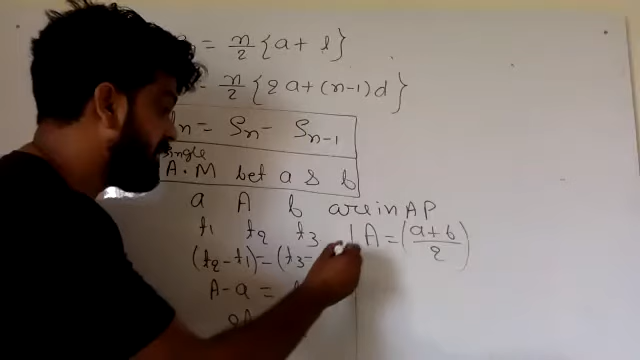 = n/2 {a + l}
n/2 {2a + (n-1)d}
n = Sn - Sn-1
single
A.M bet a & b
a A b are in AP
t1 t2 t3
A = (a+b/2)
(t2 - t1) = (t3 -
A - a =
2A